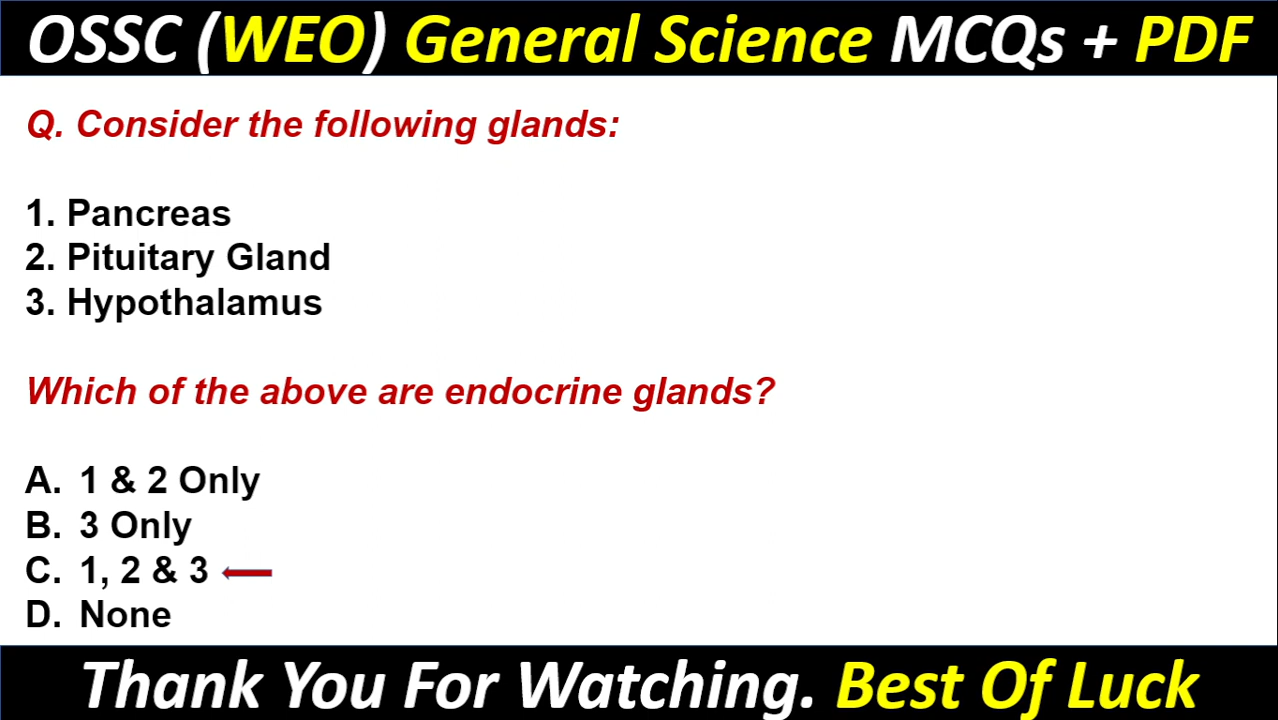 OSSC (WEO) General Science MCQs + PDF
Q. Consider the following glands:
1. Pancreas
2. Pituitary Gland
3. Hypothalamus
Which of the above are endocrine glands?
A. 1 & 2 Only
B. 3 Only
C. 1, 2 & 3
D. None
Thank You For Watching. Best Of Luck